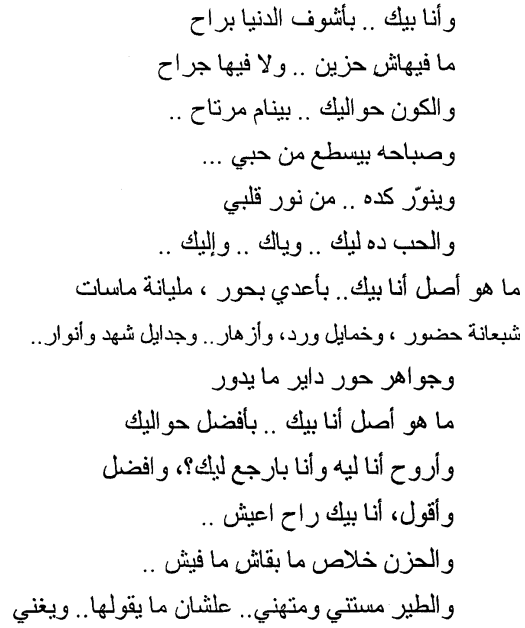 وأنا بيك .. بأشوف الدنيا براح
ما فيهاش حزين .. ولا فيها جراح
والكون حواليك .. بينام مرتاح ..
وصباحه بيسطع من حبي ...
وينوّر كده .. من نور قلبي
والحب ده ليك .. وياك .. وإليك ..
ما هو أصل أنا بيك.. بأعدي بحور ، مليانة ماسات
شبعانة حضور ، وخمايل ورد، وأزهار.. وجدايل شهد وأنوار..
وجواهر حور داير ما يدور
ما هو أصل أنا بيك .. بأفضل حواليك
وأروح أنا ليه وأنا بارجع ليك؟، وافضل
وأقول، أنا بيك راح اعيش ..
والحزن خلاص ما بقاش ما فيش ..
والطير مستني ومتهني.. علشان ما يقولها.. ويغني